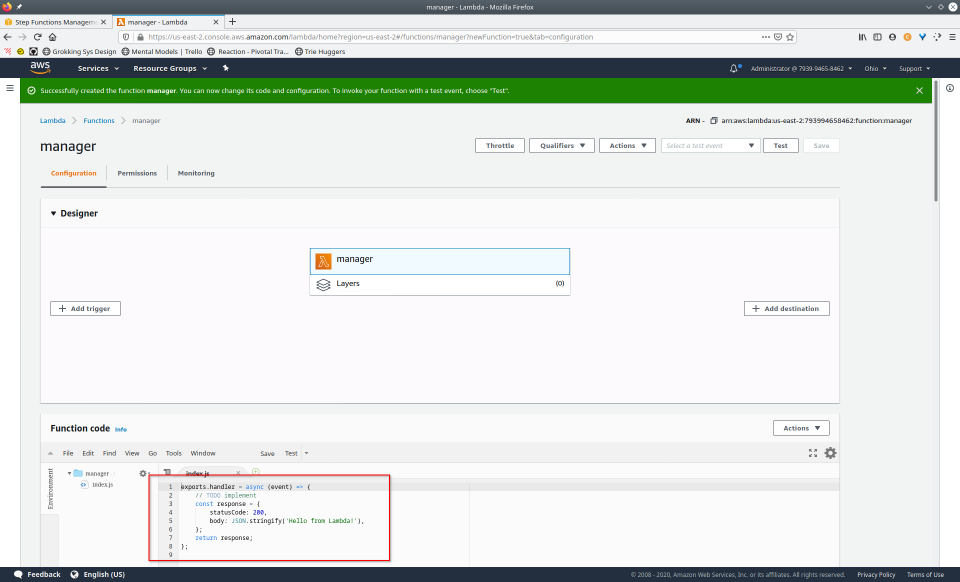 manager - Lambda - Mozilla Firefox
Step Functions Manageme
manager - Lambda
https://us-east-2.console.aws.amazon.com/lambda/home?region=us-east-2#/functions/manager?newFunction=true&tab=configuration
Grokking Sys Design
Mental Models | Trello
Reaction - Pivotal Tra...
Trie Huggers
aws
Services
Resource Groups
Administrator @ 7939-9465-8462
Ohio
Support
Successfully created the function manager. You can now change its code and configuration. To invoke your function with a test event, choose "Test".
Lambda
Functions
manager
ARN - arn:aws:lambda:us-east-2:793994658462:function:manager
manager
Throttle
Qualifiers
Actions
Select a test event
Test
Save
Configuration
Permissions
Monitoring
Designer
manager
Layers
(0)
+ Add trigger
+ Add destination
Function code
Info
Actions
File
Edit
Find
View
Go
Tools
Window
Save
Test
Environment
manager
index.js
index.js
1 exports.handler = async (event) => {
2 // TODO implement
3 const response = {
4 statusCode: 200,
5 body: JSON.stringify('Hello from Lambda!'),
6 };
7 return response;
8 };
9
Feedback
English (US)
© 2008 - 2020, Amazon Web Services, Inc. or its affiliates. All rights reserved.
Privacy Policy
Terms of Use